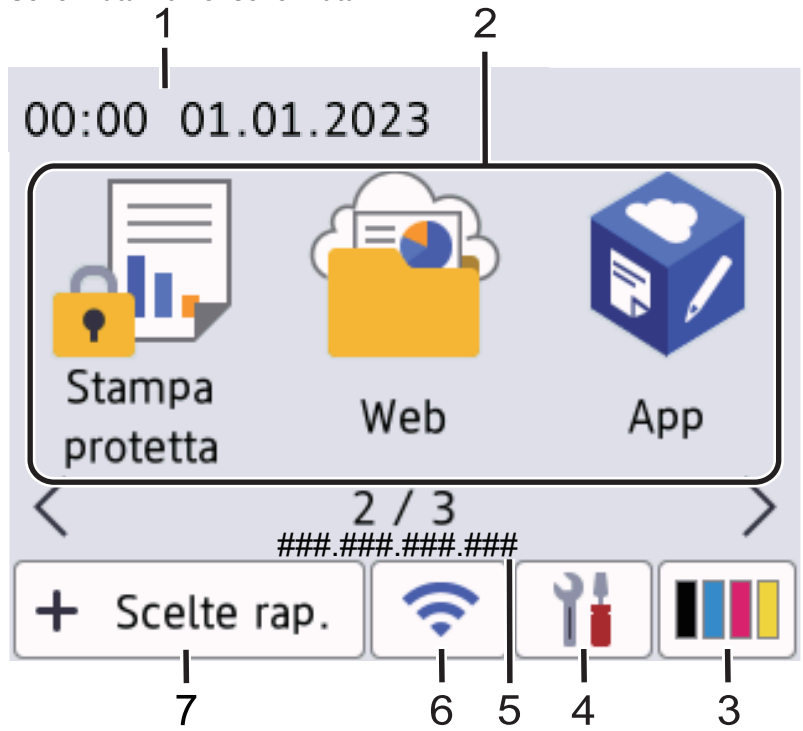 1 2
00:00 01.01.2023
Stampa
protetta
Web
App
2 / 3
###.###.###.###
Scelte rap.
7 6 5 4 3